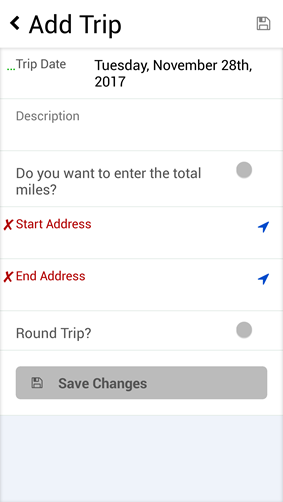 Add Trip
...Trip Date Tuesday, November 28th,
2017
Description
Do you want to enter the total
miles?
✗ Start Address
✗ End Address
Round Trip?
Save Changes